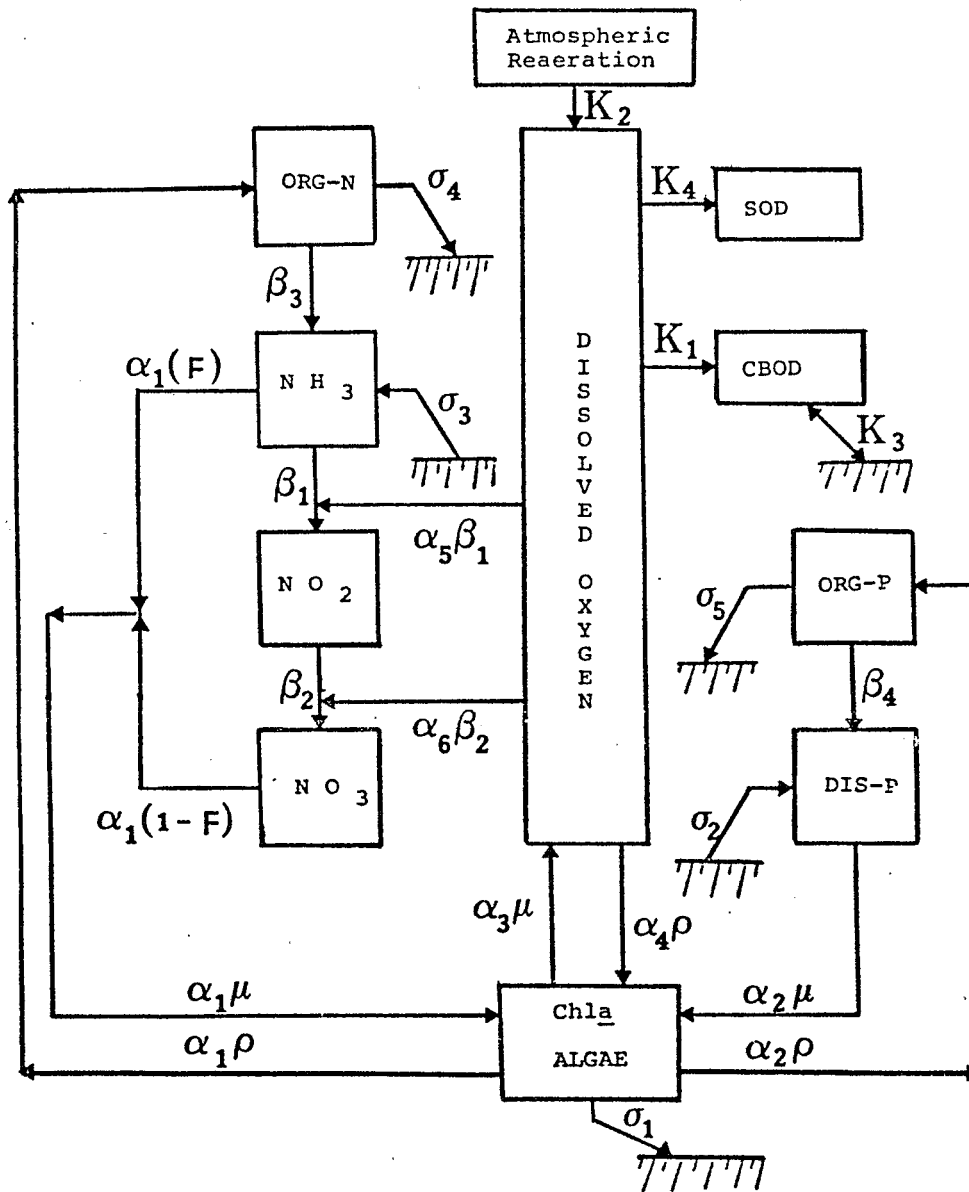 Atmospheric
Reaeration
K₂
ORG-N
σ₄
K₄
SOD
β₃
α₁(F)
NH₃
σ₃
K₁
CBOD
K₃
β₁
α₅β₁
NO₂
DISSOLVED OXYGEN
σ₅
ORG-P
β₂
α₆β₂
β₄
NO₃
α₁(1-F)
σ₂
DIS-P
α₃μ
α₄ρ
α₁μ
Chla
α₂μ
α₁ρ
ALGAE
α₂ρ
σ₁